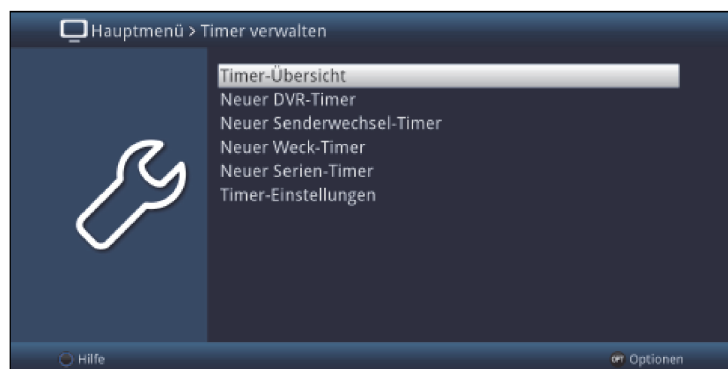 Hauptmenü > Timer verwalten
Timer-Übersicht
Neuer DVR-Timer
Neuer Senderwechsel-Timer
Neuer Weck-Timer
Neuer Serien-Timer
Timer-Einstellungen
Hilfe
OPT Optionen